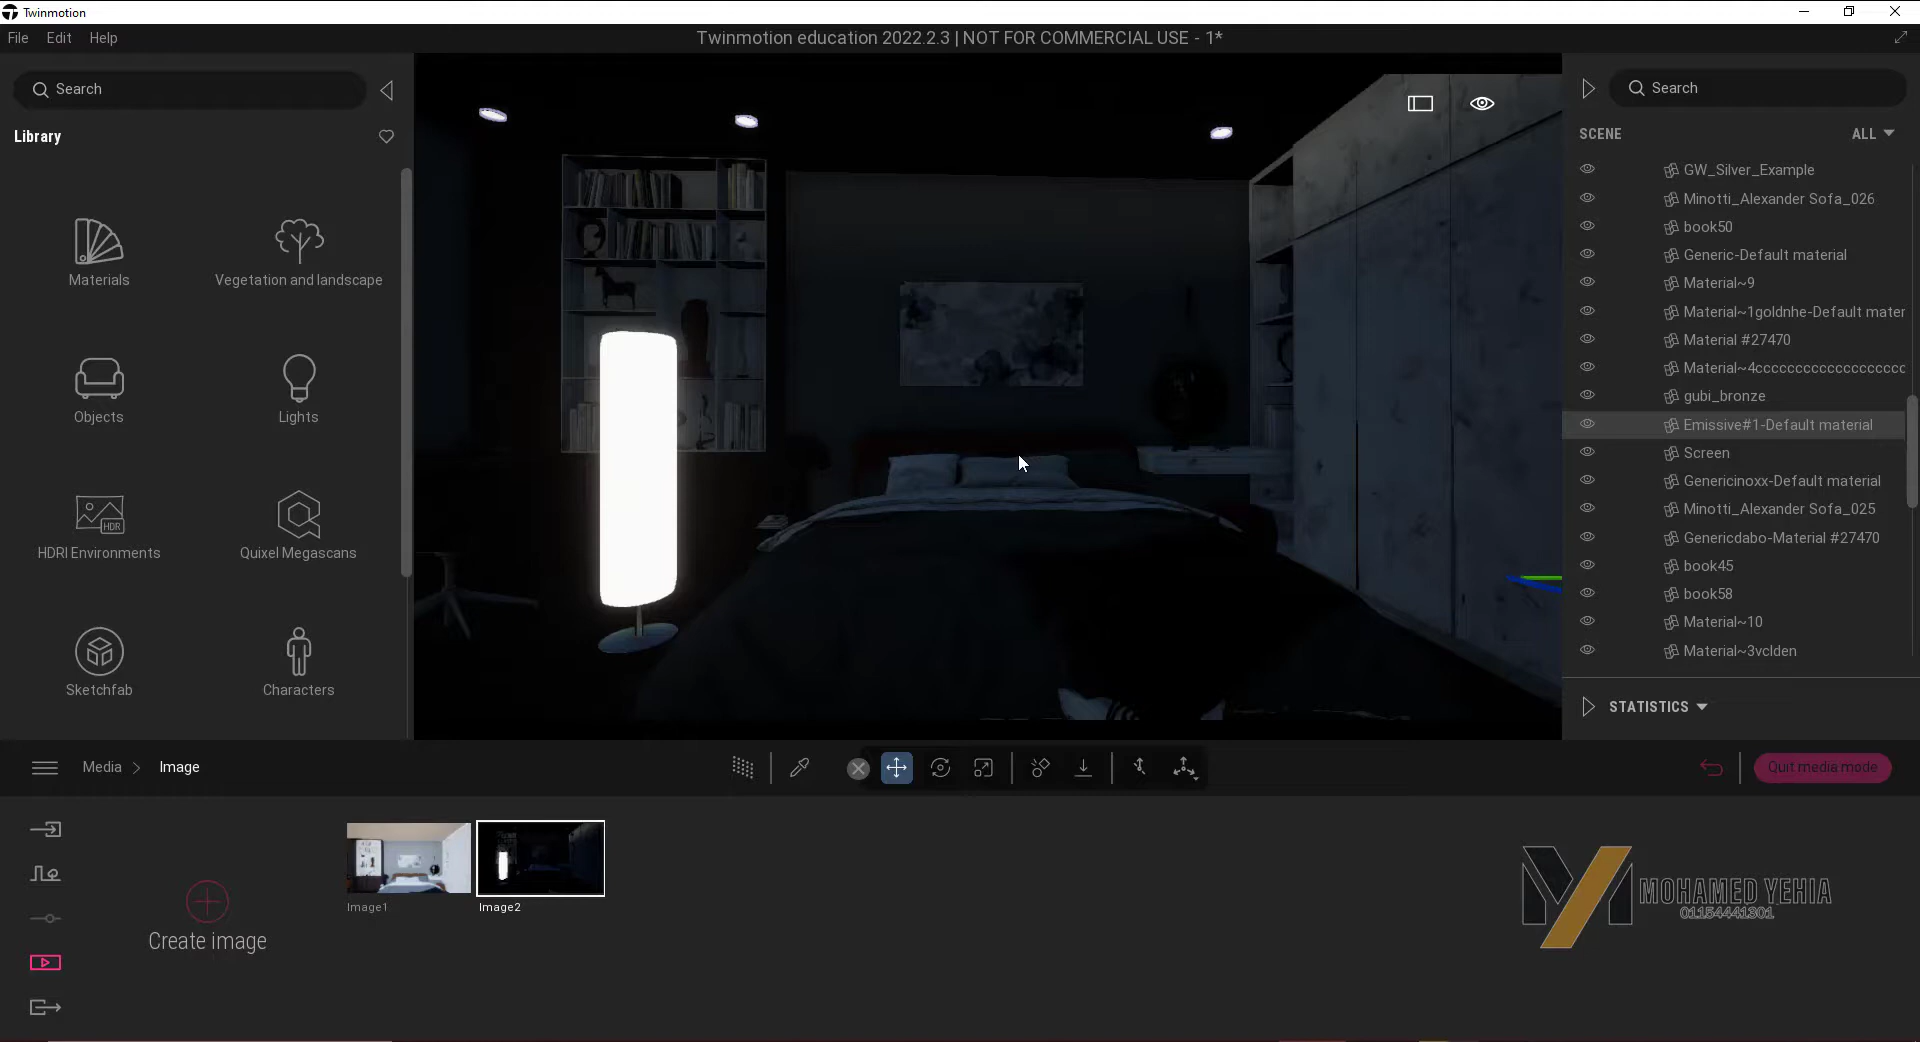 Twinmotion
File Edit Help
Twinmotion education 2022.2.3 | NOT FOR COMMERCIAL USE - 1*
Search
Library
Materials
Vegetation and landscape
Objects
Lights
HDR
HDRI Environments
Quixel Megascans
Sketchfab
Characters
Search
SCENE ALL
GW_Silver_Example
Minotti_Alexander Sofa_026
book50
Generic-Default material
Material~9
Material~1goldnhe-Default mater
Material #27470
Material~4ccccccccccccccccccc
gubi_bronze
Emissive#1-Default material
Screen
Genericinoxx-Default material
Minotti_Alexander Sofa_025
Genericdabo-Material #27470
book45
book58
Material~10
Material~3vclden
STATISTICS
Media > Image
Quit media mode
Create image
Image1
Image2
MOHAMED YEHIA
01154441301